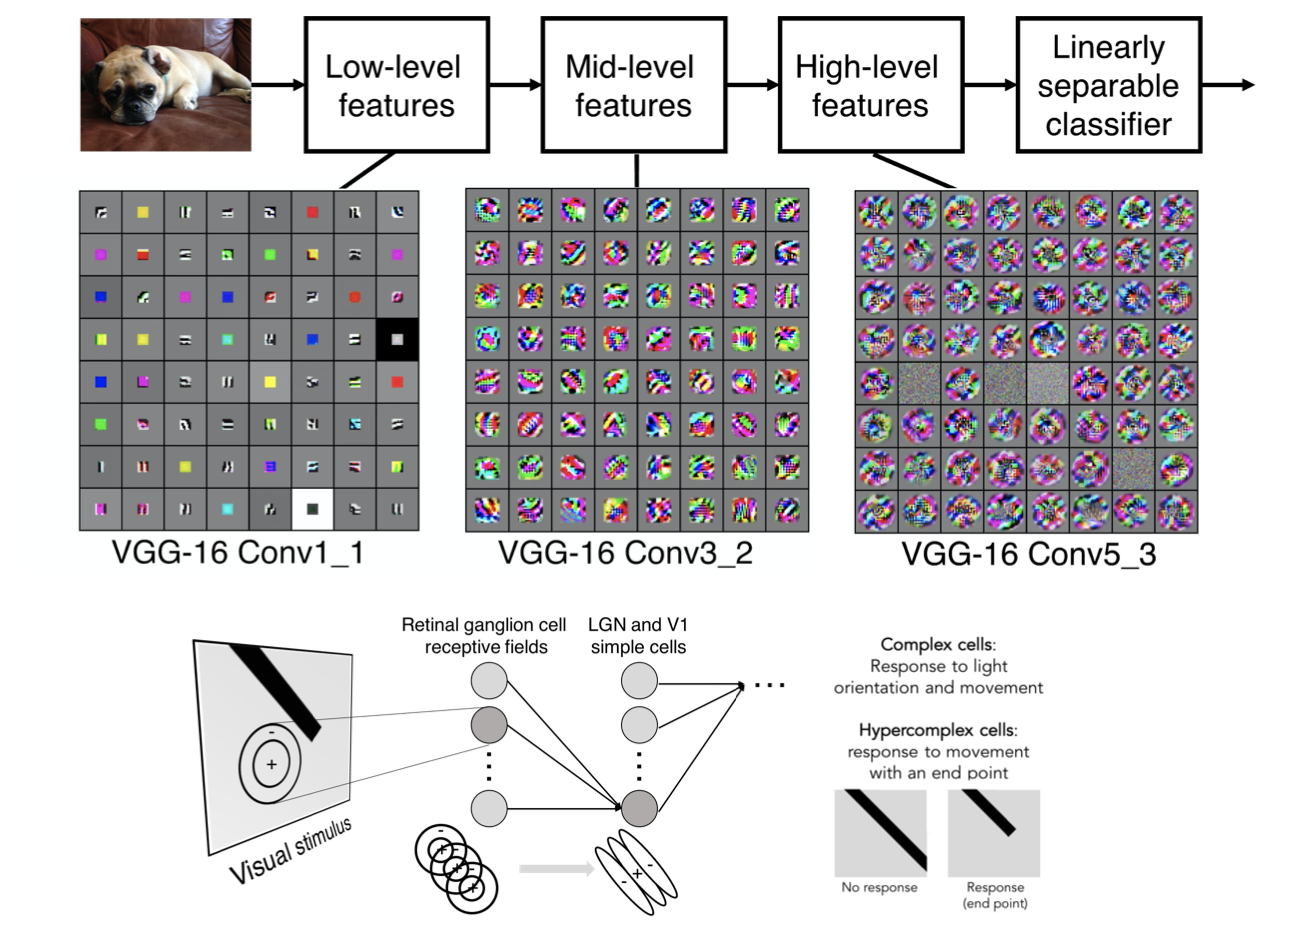 Low-level
features
Mid-level
features
High-level
features
Linearly
separable
classifier
VGG-16 Conv1_1
VGG-16 Conv3_2
VGG-16 Conv5_3
Visual stimulus
-
+
Retinal ganglion cell
receptive fields
LGN and V1
simple cells
Complex cells:
Response to light
orientation and movement
Hypercomplex cells:
response to movement
with an end point
No response
Response
(end point)